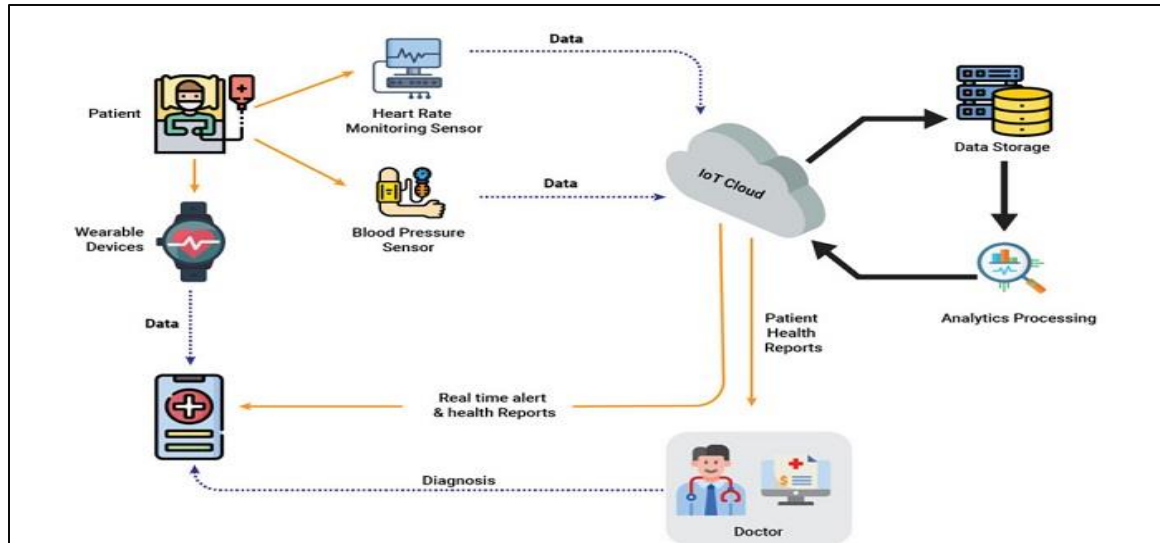 Data
Patient
Heart Rate
Monitoring Sensor
Data Storage
IoT Cloud
Data
Wearable
Devices
Blood Pressure
Sensor
Data
Patient
Health
Reports
Analytics Processing
Real time alert
& health Reports
Diagnosis
Doctor